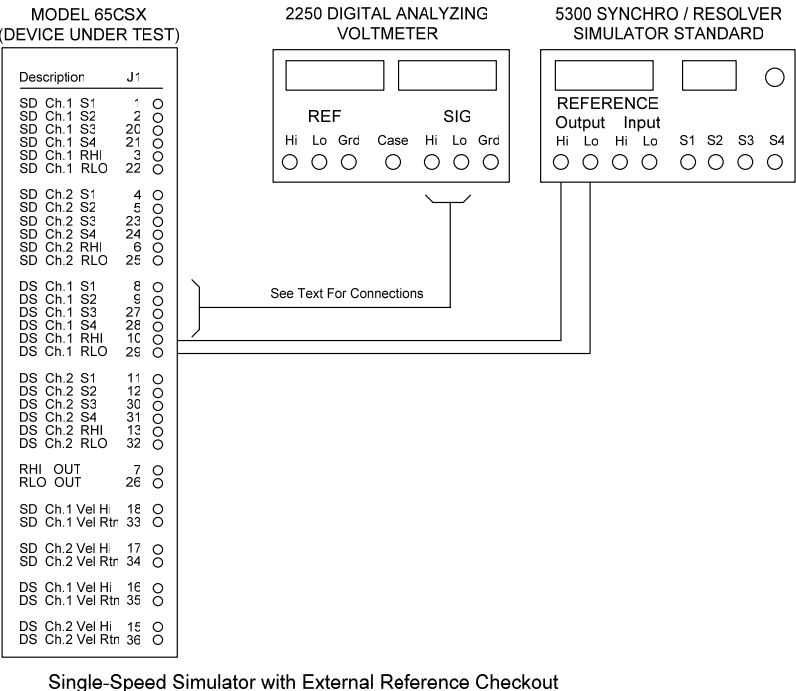 MODEL 65CSX
(DEVICE UNDER TEST)
Description J1
SD Ch.1 S1 1
SD Ch.1 S2 2
SD Ch.1 S3 20
SD Ch.1 S4 21
SD Ch.1 RHI 3
SD Ch.1 RLO 22
SD Ch.2 S1 4
SD Ch.2 S2 5
SD Ch.2 S3 23
SD Ch.2 S4 24
SD Ch.2 RHI 6
SD Ch.2 RLO 25
DS Ch.1 S1 8
DS Ch.1 S2 9
DS Ch.1 S3 27
DS Ch.1 S4 28
DS Ch.1 RHI 10
DS Ch.1 RLO 29
DS Ch.2 S1 11
DS Ch.2 S2 12
DS Ch.2 S3 30
DS Ch.2 S4 31
DS Ch.2 RHI 13
DS Ch.2 RLO 32
RHI OUT 7
RLO OUT 26
SD Ch.1 Vel Hi 18
SD Ch.1 Vel Rtn 33
SD Ch.2 Vel Hi 17
SD Ch.2 Vel Rtn 34
DS Ch.1 Vel Hi 16
DS Ch.1 Vel Rtn 35
DS Ch.2 Vel Hi 15
DS Ch.2 Vel Rtn 36
2250 DIGITAL ANALYZING
VOLTMETER
REF SIG
Hi Lo Grd Case Hi Lo Grd
5300 SYNCHRO / RESOLVER
SIMULATOR STANDARD
REFERENCE
Output Input
Hi Lo Hi Lo S1 S2 S3 S4
See Text For Connections
Single-Speed Simulator with External Reference Checkout